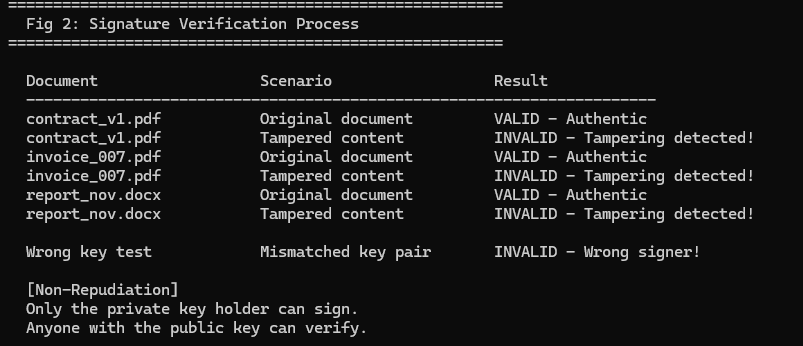 =======================================================
Fig 2: Signature Verification Process
=======================================================
Document Scenario Result
----------------------------------------------------------------------
contract_v1.pdf Original document VALID - Authentic
contract_v1.pdf Tampered content INVALID - Tampering detected!
invoice_007.pdf Original document VALID - Authentic
invoice_007.pdf Tampered content INVALID - Tampering detected!
report_nov.docx Original document VALID - Authentic
report_nov.docx Tampered content INVALID - Tampering detected!
Wrong key test Mismatched key pair INVALID - Wrong signer!
[Non-Repudiation]
Only the private key holder can sign.
Anyone with the public key can verify.